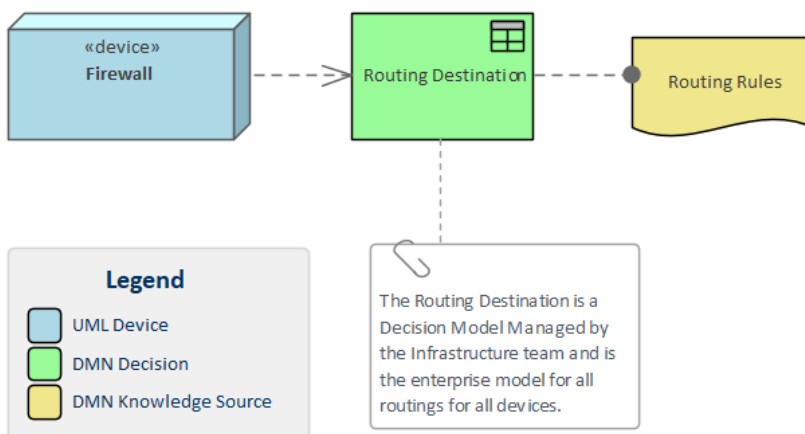 «device»
Firewall
Routing Destination
Routing Rules
Legend
UML Device
DMN Decision
DMN Knowledge Source
The Routing Destination is a
Decision Model Managed by
the Infrastructure team and is
the enterprise model for all
routings for all devices.